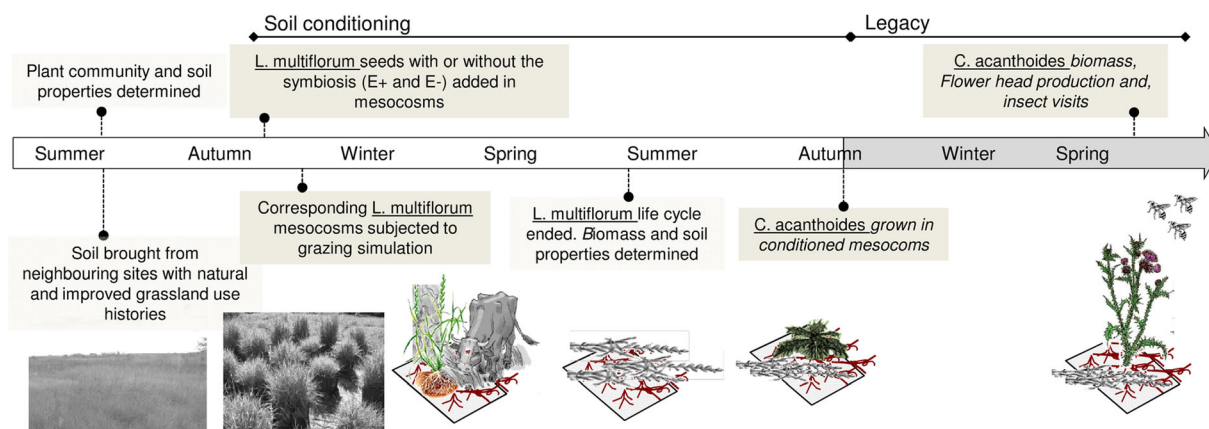 Soil conditioning
Legacy
Plant community and soil
properties determined
L. multiflorum seeds with or without the
symbiosis (E+ and E-) added in
mesocosms
C. acanthoides biomass,
Flower head production and,
insect visits
Summer Autumn Winter Spring Summer Autumn Winter Spring
Soil brought from
neighbouring sites with natural
and improved grassland use
histories
Corresponding L. multiflorum
mesocosms subjected to
grazing simulation
L. multiflorum life cycle
ended. Biomass and soil
properties determined
C. acanthoides grown in
conditioned mesocoms